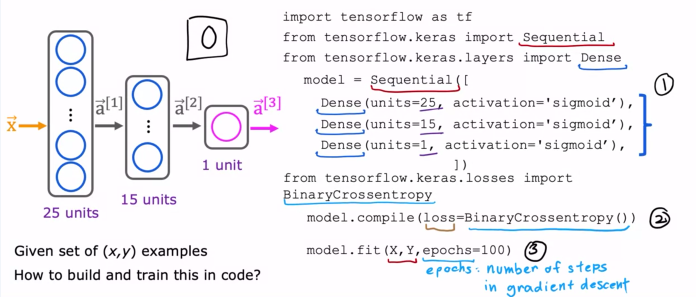 0
x⃗
a⃗[1]
a⃗[2]
a⃗[3]
25 units
15 units
1 unit
Given set of (x,y) examples
How to build and train this in code?
import tensorflow as tf
from tensorflow.keras import Sequential
from tensorflow.keras.layers import Dense
model = Sequential([
Dense(units=25, activation='sigmoid'),
Dense(units=15, activation='sigmoid'),
Dense(units=1, activation='sigmoid'),
])
①
from tensorflow.keras.losses import
BinaryCrossentropy
model.compile(loss=BinaryCrossentropy()) ②
model.fit(X,Y,epochs=100) ③
epochs: number of steps
in gradient descent